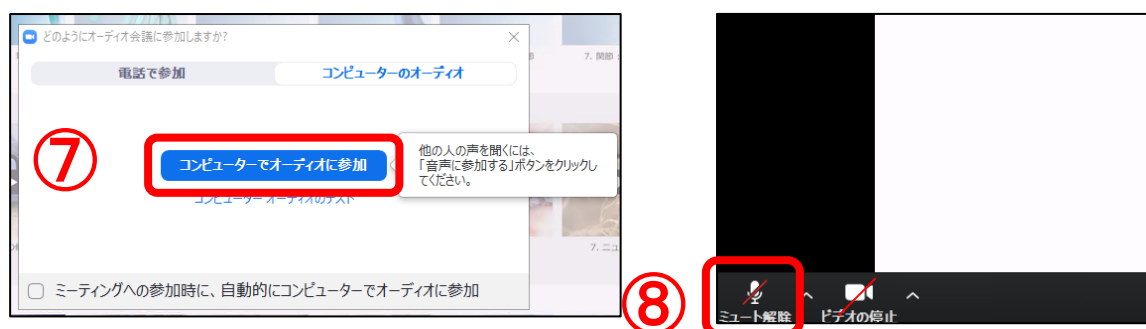 どのようにオーディオ会議に参加しますか?
電話で参加
コンピューターのオーディオ
7. 関節
⑦
コンピューターでオーディオに参加
他の人の声を聞くには、
「音声に参加する」ボタンをクリックし
てください。
コンピューター オーディオのテスト
7. ニュ
ミーティングへの参加時に、自動的にコンピューターでオーディオに参加
⑧
ミュート解除
ビデオの停止